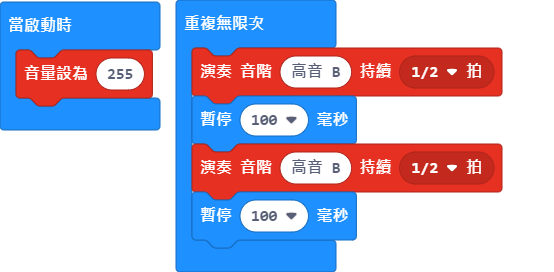 當啟動時
音量設為 255
重複無限次
演奏 音階 高音 B 持續 1/2 拍
暫停 100 毫秒
演奏 音階 高音 B 持續 1/2 拍
暫停 100 毫秒